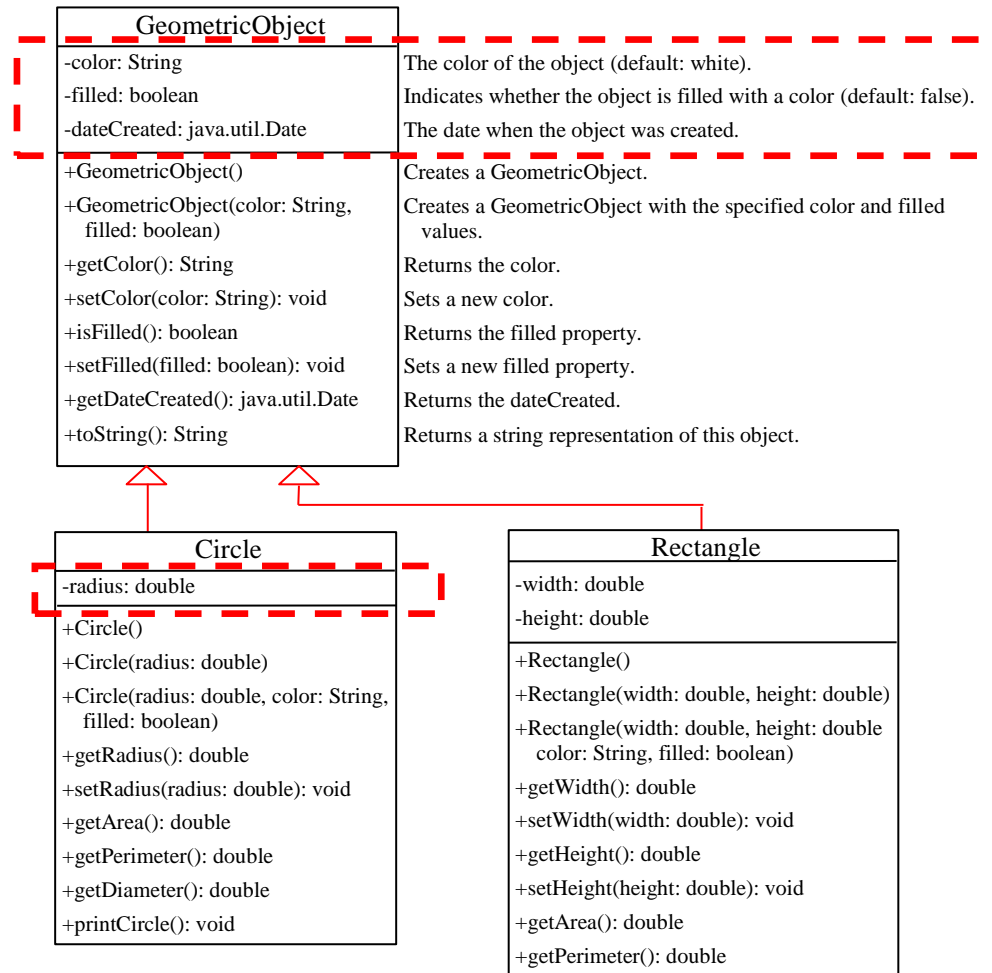 GeometricObject
-color: String
The color of the object (default: white).
-filled: boolean
Indicates whether the object is filled with a color (default: false).
-dateCreated: java.util.Date
The date when the object was created.
+GeometricObject()
Creates a GeometricObject.
+GeometricObject(color: String,
filled: boolean)
Creates a GeometricObject with the specified color and filled
values.
+getColor(): String
Returns the color.
+setColor(color: String): void
Sets a new color.
+isFilled(): boolean
Returns the filled property.
+setFilled(filled: boolean): void
Sets a new filled property.
+getDateCreated(): java.util.Date
Returns the dateCreated.
+toString(): String
Returns a string representation of this object.
Circle
-radius: double
+Circle()
+Circle(radius: double)
+Circle(radius: double, color: String,
filled: boolean)
+getRadius(): double
+setRadius(radius: double): void
+getArea(): double
+getPerimeter(): double
+getDiameter(): double
+printCircle(): void
Rectangle
-width: double
-height: double
+Rectangle()
+Rectangle(width: double, height: double)
+Rectangle(width: double, height: double
color: String, filled: boolean)
+getWidth(): double
+setWidth(width: double): void
+getHeight(): double
+setHeight(height: double): void
+getArea(): double
+getPerimeter(): double